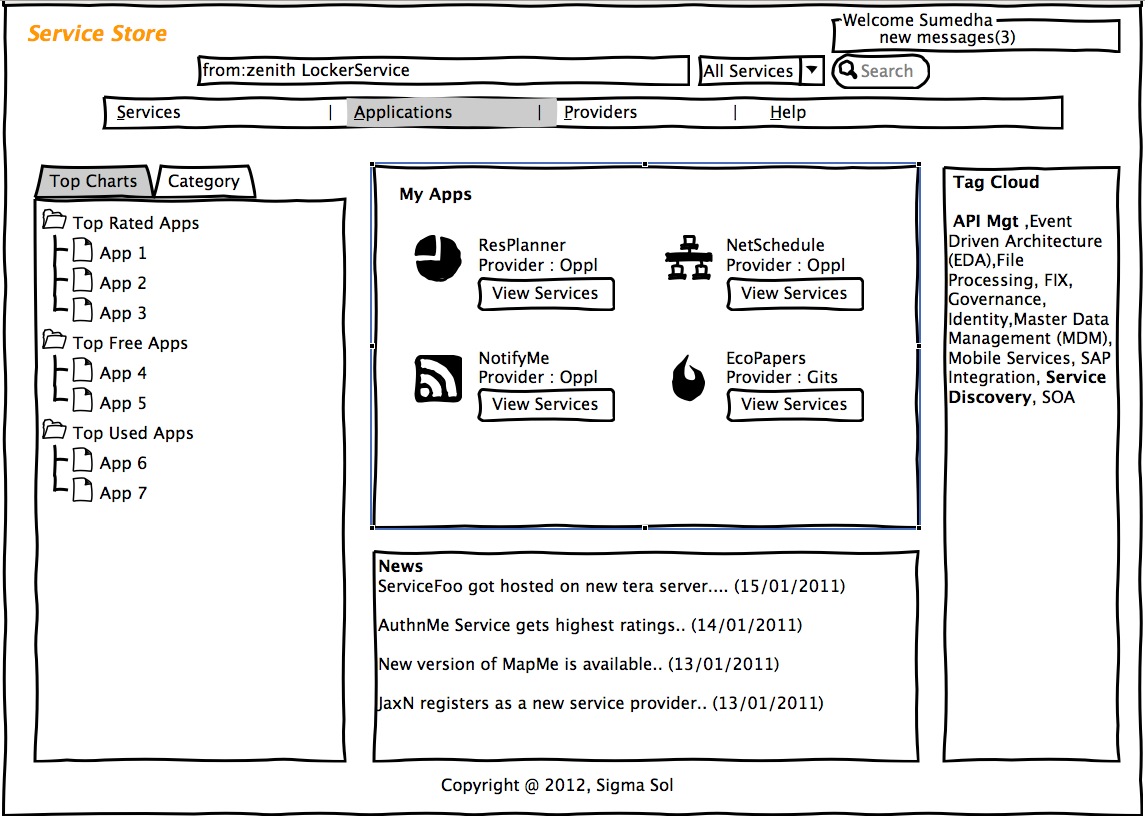 Service Store
Welcome Sumedha
new messages(3)
from:zenith LockerService
All Services
Search
Services | Applications | Providers | Help
Top Charts
Category
Top Rated Apps
App 1
App 2
App 3
Top Free Apps
App 4
App 5
Top Used Apps
App 6
App 7
My Apps
ResPlanner
Provider : Oppl
View Services
NetSchedule
Provider : Oppl
View Services
NotifyMe
Provider : Oppl
View Services
EcoPapers
Provider : Gits
View Services
News
ServiceFoo got hosted on new tera server.... (15/01/2011)
AuthnMe Service gets highest ratings.. (14/01/2011)
New version of MapMe is available.. (13/01/2011)
JaxN registers as a new service provider.. (13/01/2011)
Tag Cloud
API Mgt ,Event
Driven Architecture
(EDA),File
Processing, FIX,
Governance,
Identity,Master Data
Management (MDM),
Mobile Services, SAP
Integration, Service
Discovery, SOA
Copyright @ 2012, Sigma Sol